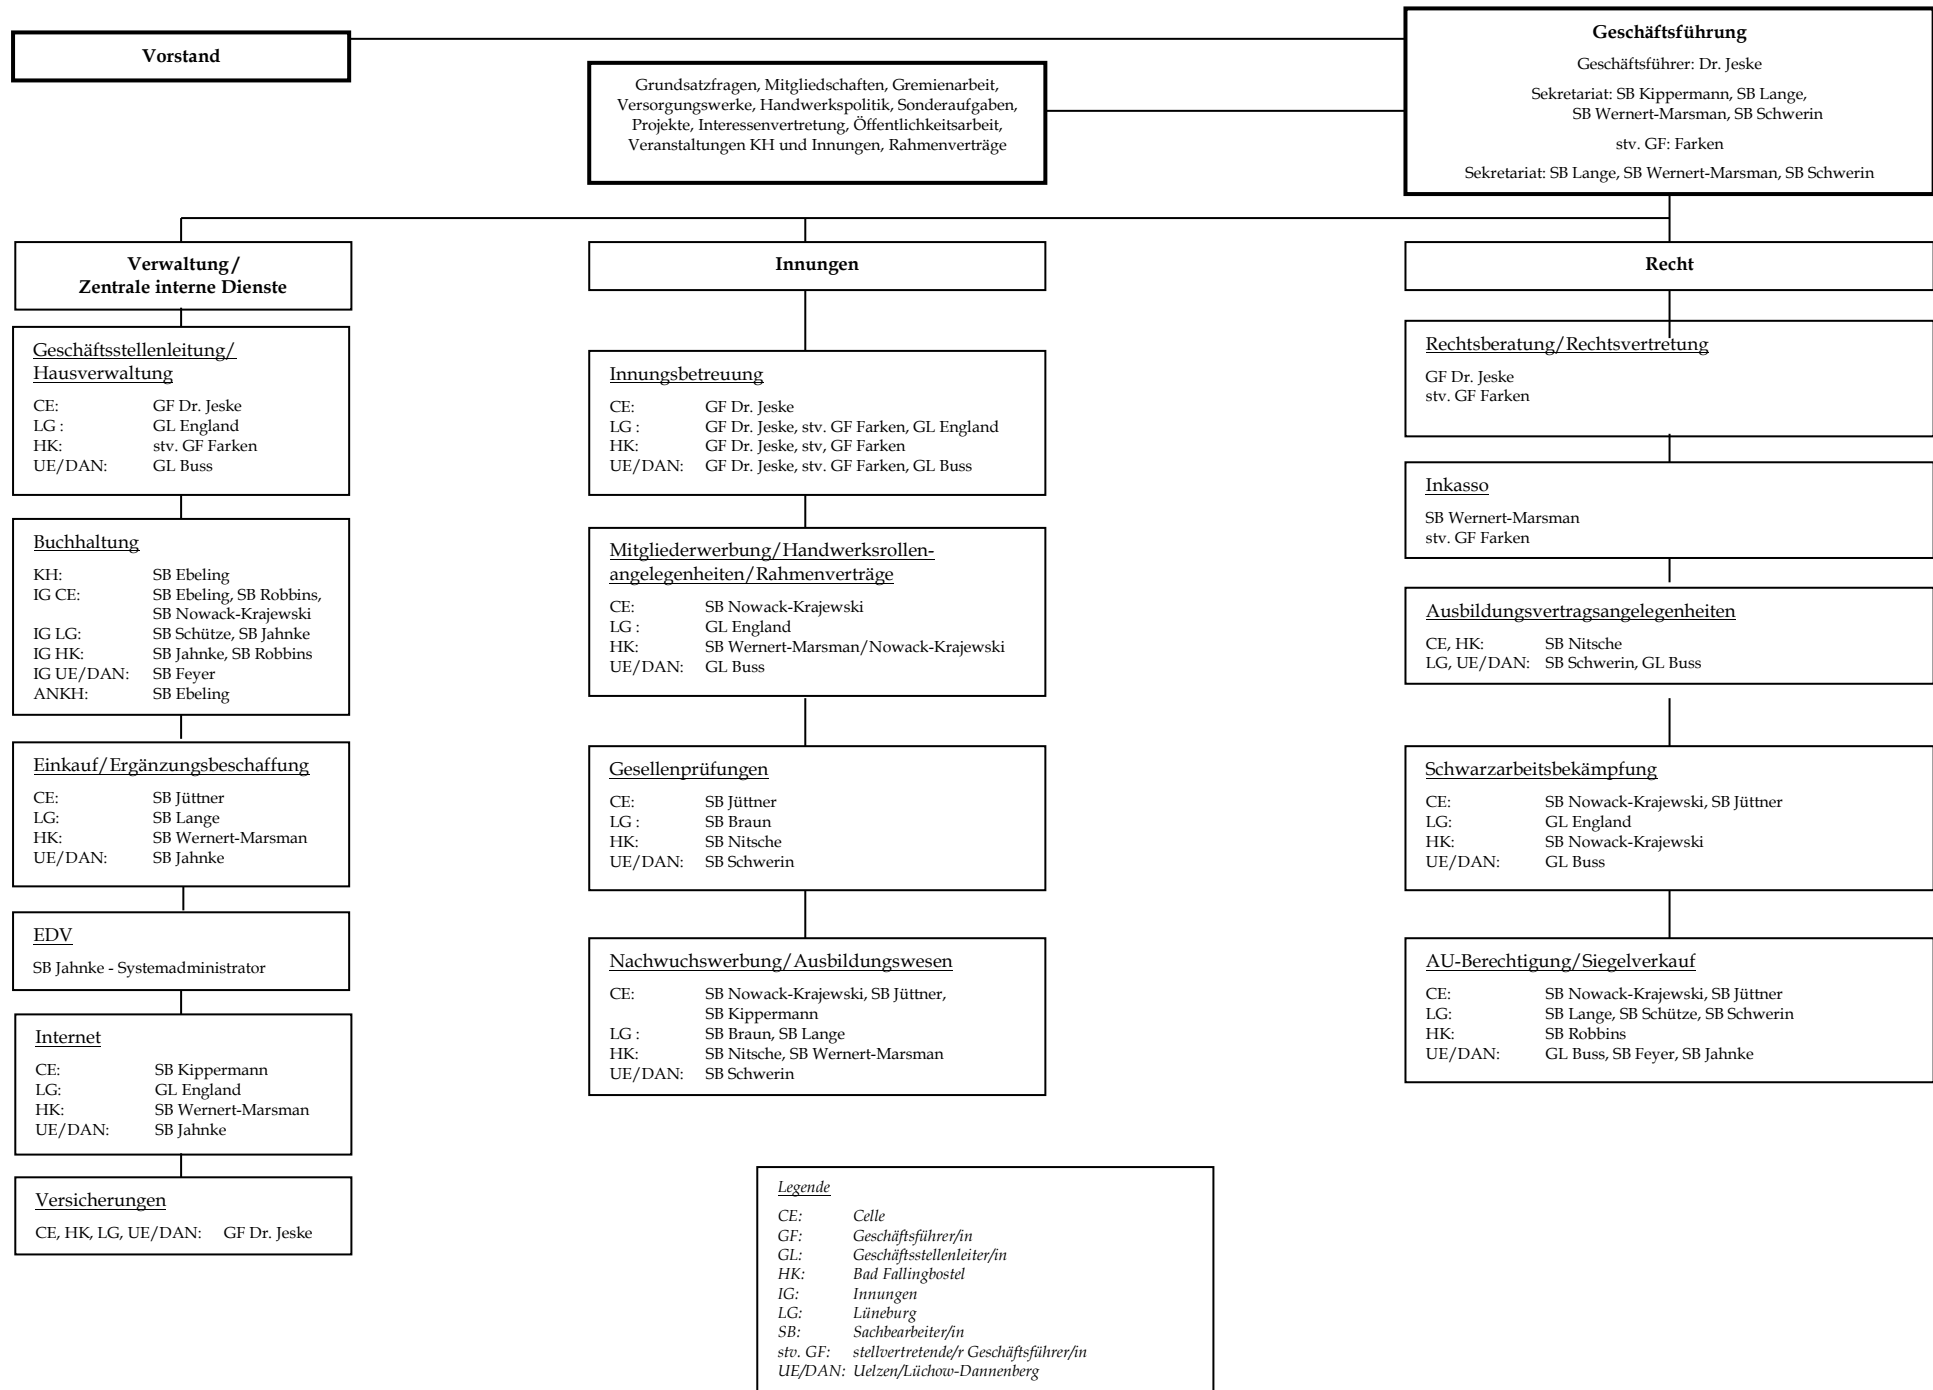 Vorstand
Grundsatzfragen, Mitgliedschaften, Gremienarbeit,
Versorgungswerke, Handwerkspolitik, Sonderaufgaben,
Projekte, Interessenvertretung, Öffentlichkeitsarbeit,
Veranstaltungen KH und Innungen, Rahmenverträge
Geschäftsführung
Geschäftsführer: Dr. Jeske
Sekretariat: SB Kippermann, SB Lange,
SB Wernert-Marsman, SB Schwerin
stv. GF: Farken
Sekretariat: SB Lange, SB Wernert-Marsman, SB Schwerin
Verwaltung/
Zentrale interne Dienste
Geschäftsstellenleitung/
Hausverwaltung
CE: GF Dr. Jeske
LG : GL England
HK: stv. GF Farken
UE/DAN: GL Buss
Buchhaltung
KH: SB Ebeling
IG CE: SB Ebeling, SB Robbins,
SB Nowack-Krajewski
IG LG: SB Schütze, SB Jahnke
IG HK: SB Jahnke, SB Robbins
IG UE/DAN: SB Feyer
ANKH: SB Ebeling
Einkauf/Ergänzungsbeschaffung
CE: SB Jüttner
LG: SB Lange
HK: SB Wernert-Marsman
UE/DAN: SB Jahnke
EDV
SB Jahnke - Systemadministrator
Internet
CE: SB Kippermann
LG: GL England
HK: SB Wernert-Marsman
UE/DAN: SB Jahnke
Versicherungen
CE, HK, LG, UE/DAN: GF Dr. Jeske
Innungen
Innungsbetreuung
CE: GF Dr. Jeske
LG : GF Dr. Jeske, stv. GF Farken, GL England
HK: GF Dr. Jeske, stv, GF Farken
UE/DAN: GF Dr. Jeske, stv. GF Farken, GL Buss
Mitgliederwerbung/Handwerksrollen-
angelegenheiten/Rahmenverträge
CE: SB Nowack-Krajewski
LG : GL England
HK: SB Wernert-Marsman/Nowack-Krajewski
UE/DAN: GL Buss
Gesellenprüfungen
CE: SB Jüttner
LG : SB Braun
HK: SB Nitsche
UE/DAN: SB Schwerin
Nachwuchswerbung/Ausbildungswesen
CE: SB Nowack-Krajewski, SB Jüttner,
SB Kippermann
LG : SB Braun, SB Lange
HK: SB Nitsche, SB Wernert-Marsman
UE/DAN: SB Schwerin
Recht
Rechtsberatung/Rechtsvertretung
GF Dr. Jeske
stv. GF Farken
Inkasso
SB Wernert-Marsman
stv. GF Farken
Ausbildungsvertragsangelegenheiten
CE, HK: SB Nitsche
LG, UE/DAN: SB Schwerin, GL Buss
Schwarzarbeitsbekämpfung
CE: SB Nowack-Krajewski, SB Jüttner
LG: GL England
HK: SB Nowack-Krajewski
UE/DAN: GL Buss
AU-Berechtigung/Siegelverkauf
CE: SB Nowack-Krajewski, SB Jüttner
LG: SB Lange, SB Schütze, SB Schwerin
HK: SB Robbins
UE/DAN: GL Buss, SB Feyer, SB Jahnke
Legende
CE: Celle
GF: Geschäftsführer/in
GL: Geschäftsstellenleiter/in
HK: Bad Fallingbostel
IG: Innungen
LG: Lüneburg
SB: Sachbearbeiter/in
stv. GF: stellvertretende/r Geschäftsführer/in
UE/DAN: Uelzen/Lüchow-Dannenberg